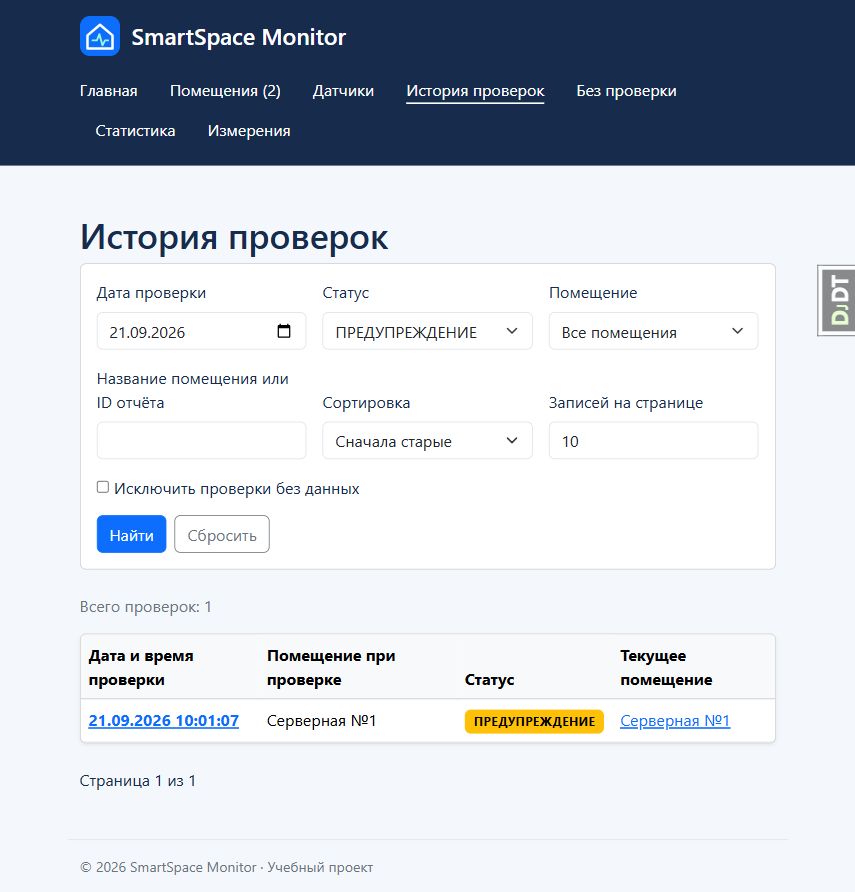 SmartSpace Monitor
Главная Помещения (2) Датчики История проверок Без проверки
Статистика Измерения
История проверок
Дата проверки Статус Помещение
21.09.2026 ПРЕДУПРЕЖДЕНИЕ Все помещения
Название помещения или
ID отчёта Сортировка Записей на странице
Сначала старые 10
Исключить проверки без данных
Найти Сбросить
Всего проверок: 1
Дата и время Помещение при Текущее
проверки проверке Статус помещение
21.09.2026 10:01:07 Серверная №1 ПРЕДУПРЕЖДЕНИЕ Серверная №1
Страница 1 из 1
© 2026 SmartSpace Monitor · Учебный проект
DJDT